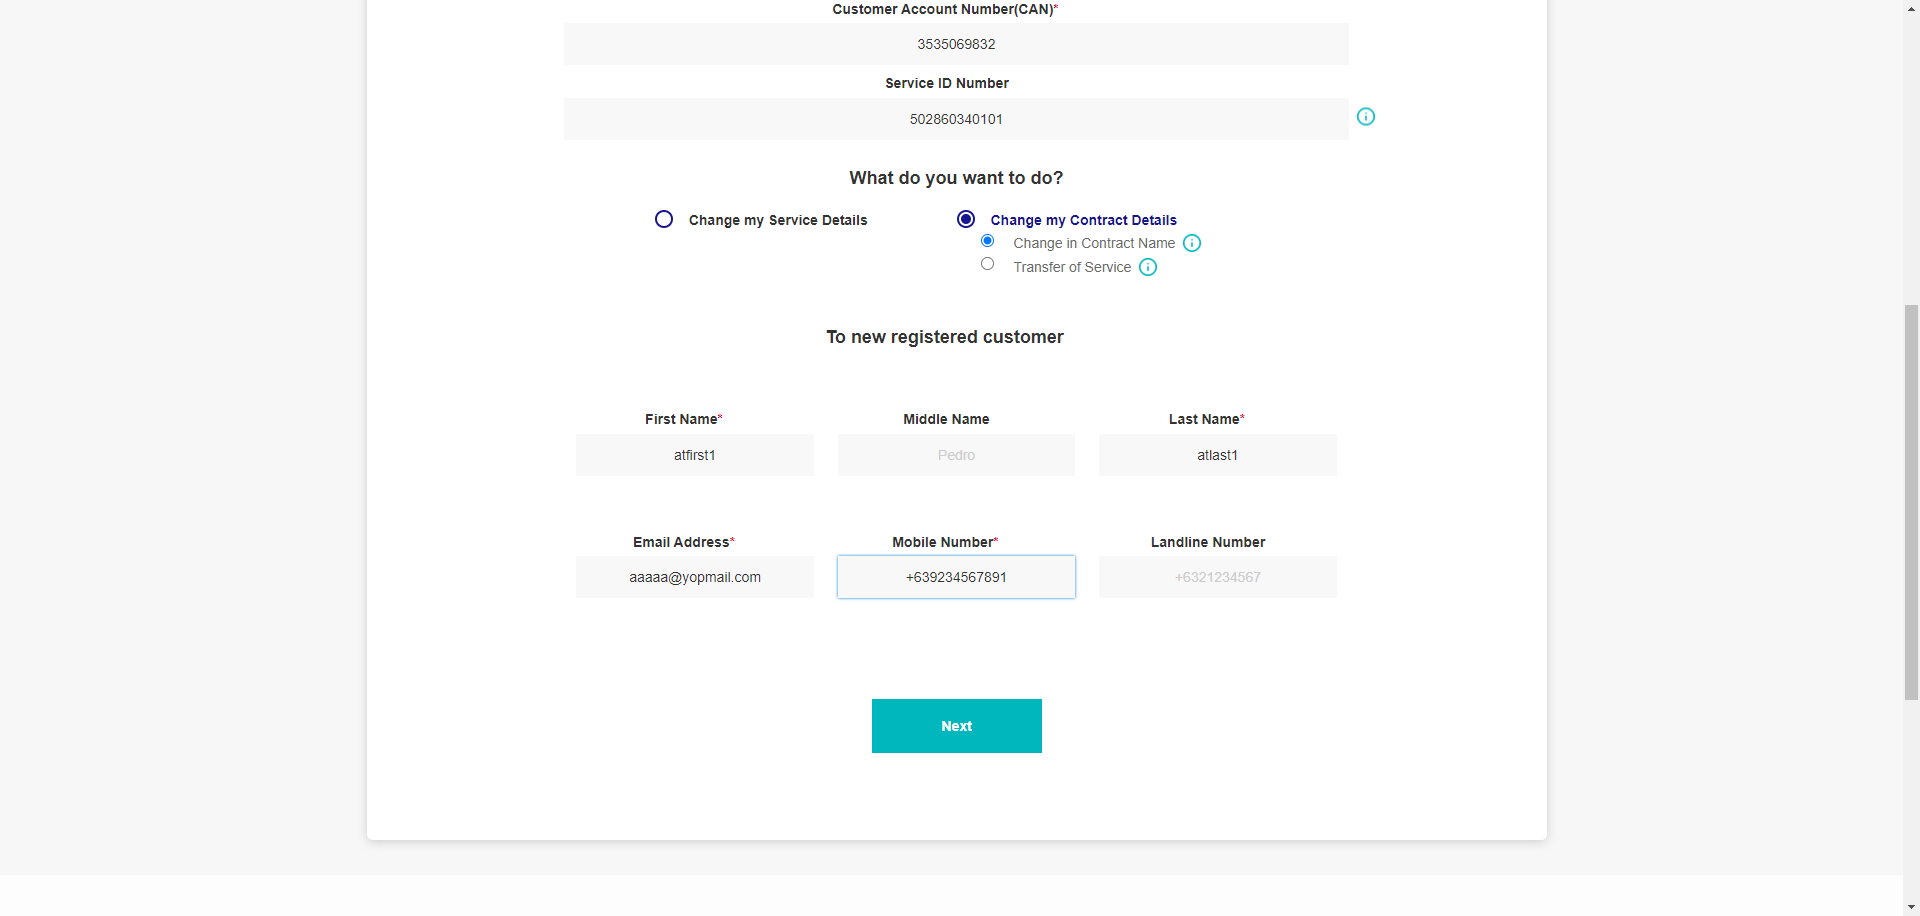 Customer Account Number(CAN)*
3535069832
Service ID Number
502860340101
What do you want to do?
Change my Service Details
Change my Contract Details
Change in Contract Name
Transfer of Service
To new registered customer
First Name* Middle Name Last Name*
atfirst1 Pedro atlast1
Email Address* Mobile Number* Landline Number
aaaaa@yopmail.com +639234567891 +6321234567
Next